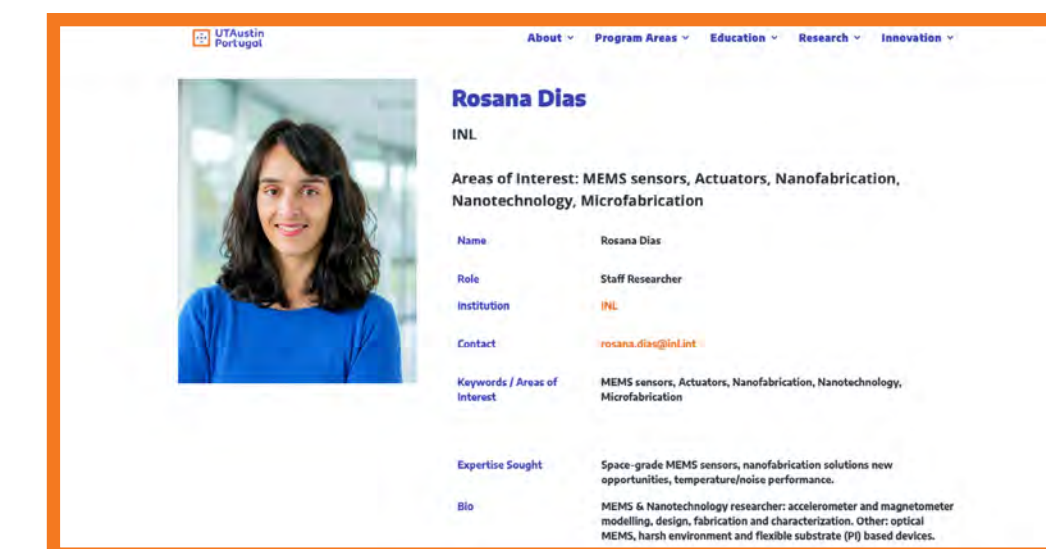 UTAustin
Portugal
About Program Areas Education Research Innovation
Rosana Dias
INL
Areas of Interest: MEMS sensors, Actuators, Nanofabrication,
Nanotechnology, Microfabrication
Name Rosana Dias
Role Staff Researcher
Institution INL
Contact rosana.dias@inl.int
Keywords / Areas of
Interest
MEMS sensors, Actuators, Nanofabrication, Nanotechnology,
Microfabrication
Expertise Sought
Space-grade MEMS sensors, nanofabrication solutions new
opportunities, temperature/noise performance.
Bio
MEMS & Nanotechnology researcher: accelerometer and magnetometer
modelling, design, fabrication and characterization. Other: optical
MEMS, harsh environment and flexible substrate (PI) based devices.